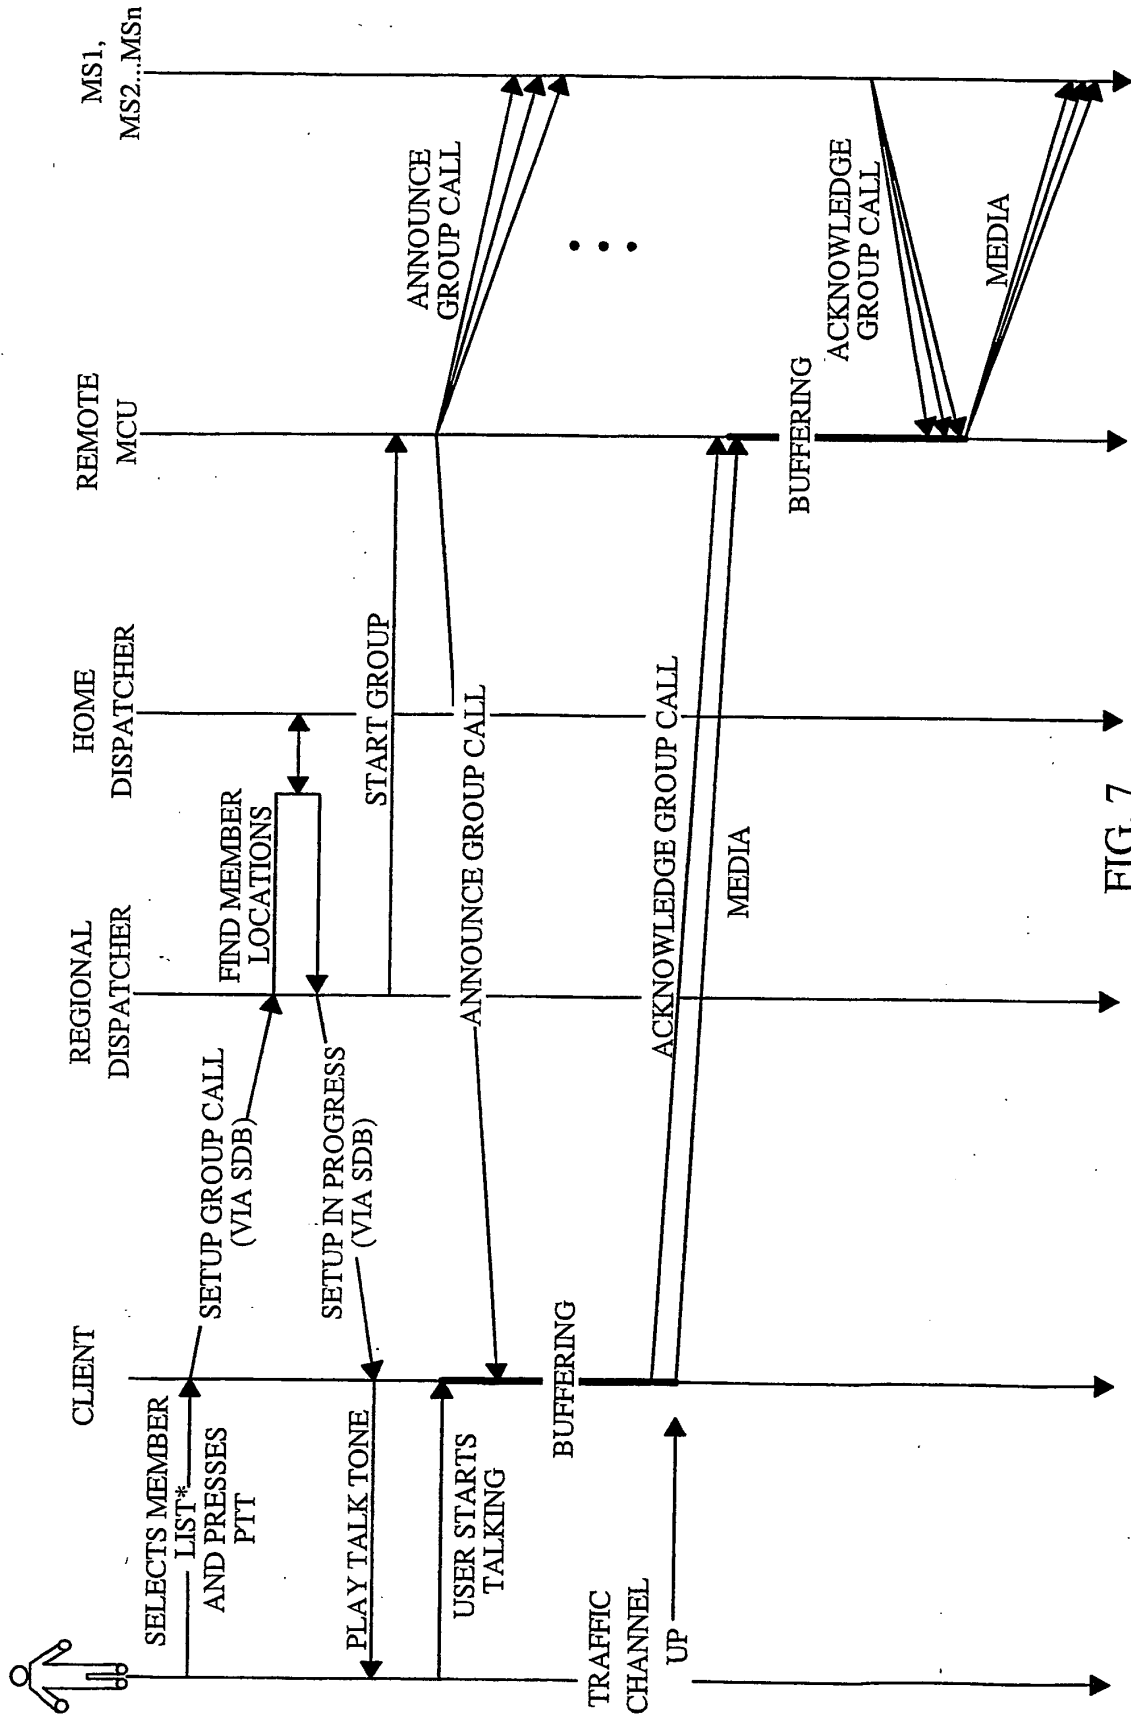 CLIENT
REGIONAL
DISPATCHER
HOME
DISPATCHER
REMOTE
MCU
MS1,
MS2...MSn
SELECTS MEMBER
LIST*
AND PRESSES
PTT
SETUP GROUP CALL
(VIA SDB)
FIND MEMBER
LOCATIONS
SETUP IN PROGRESS
(VIA SDB)
PLAY TALK TONE
START GROUP
ANNOUNCE
GROUP CALL
USER STARTS
TALKING
ANNOUNCE GROUP CALL
BUFFERING
TRAFFIC
CHANNEL
UP
ACKNOWLEDGE GROUP CALL
MEDIA
BUFFERING
ACKNOWLEDGE
GROUP CALL
MEDIA
FIG. 7